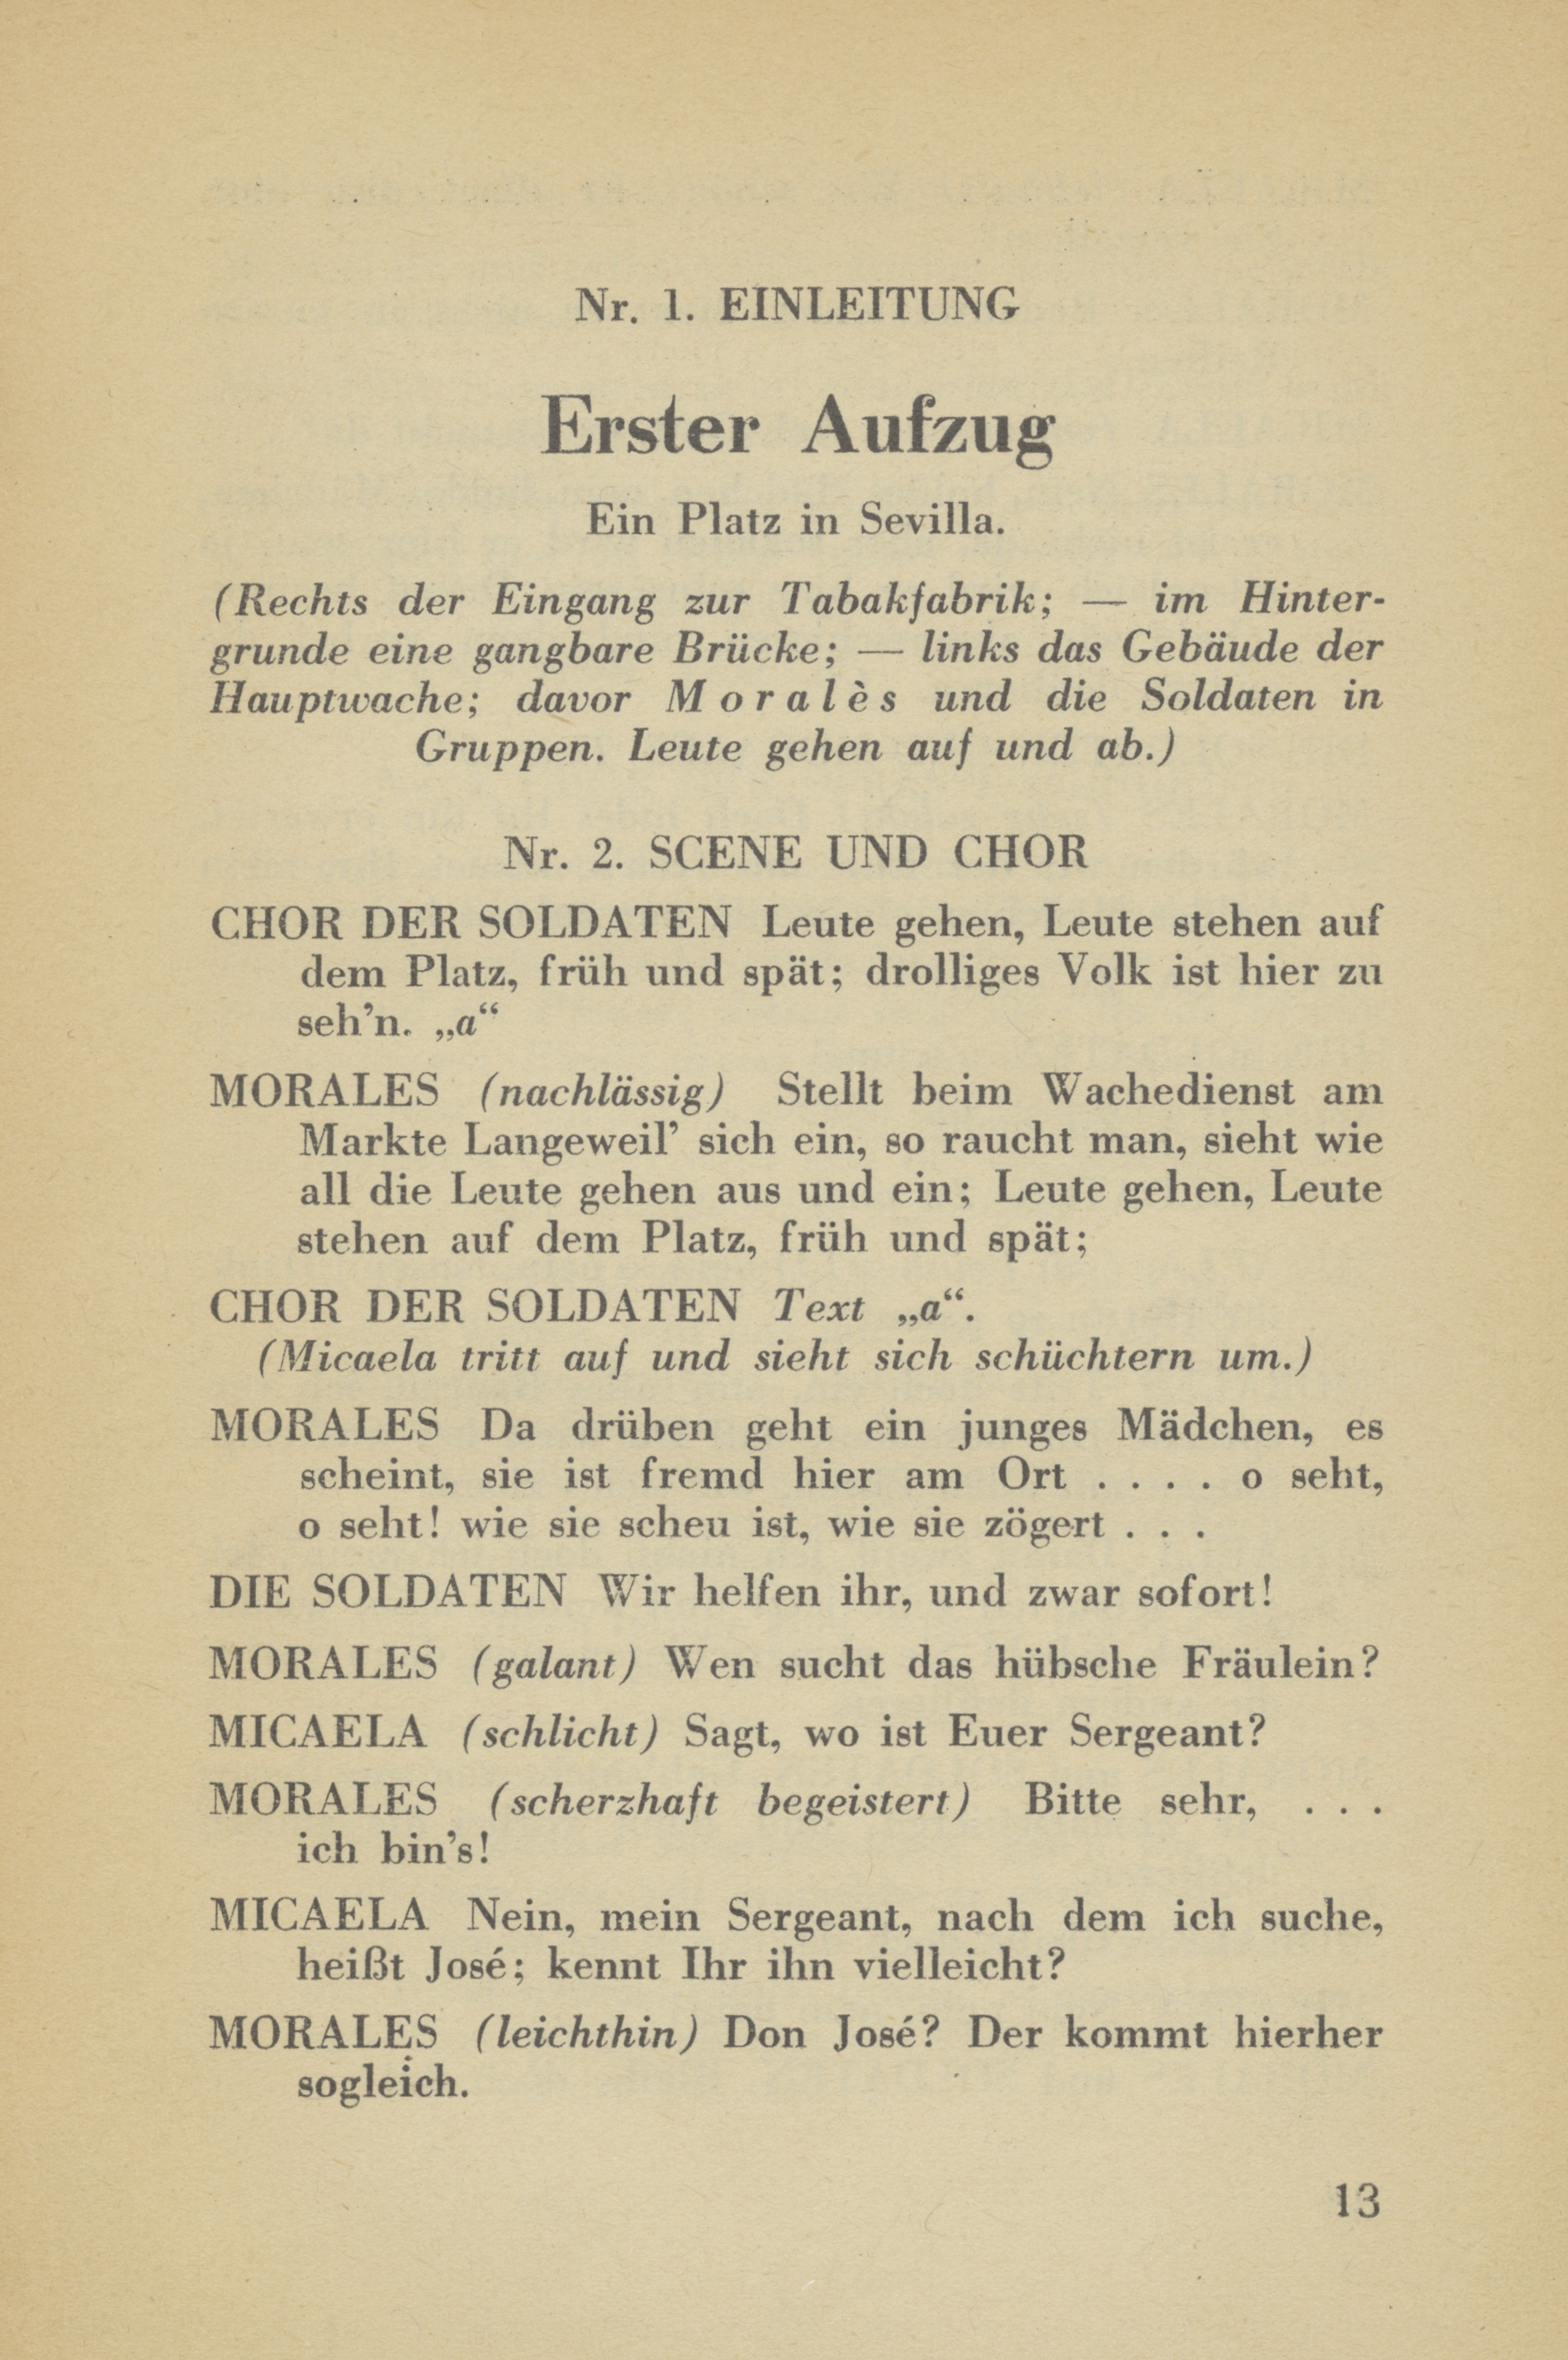 Nr. 1. EINLEITUNG
Erster Aufzug
Ein Platz in Sevilla.
(Rechts der Eingang zur Tabakfabrik; — im Hinter-
grunde eine gangbare Brücke; — links das Gebäude der
Hauptwache; davor Moralès und die Soldaten in
Gruppen. Leute gehen auf und ab.)
Nr. 2. SCENE UND CHOR
CHOR DER SOLDATEN Leute gehen, Leute stehen auf
dem Platz, früh und spät; drolliges Volk ist hier zu
seh’n. „a“
MORALES (nachlässig) Stellt beim Wachedienst am
Markte Langeweil’ sich ein, so raucht man, sieht wie
all die Leute gehen aus und ein; Leute gehen, Leute
stehen auf dem Platz, früh und spät;
CHOR DER SOLDATEN Text „a“.
(Micaela tritt auf und sieht sich schüchtern um.)
MORALES Da drüben geht ein junges Mädchen, es
scheint, sie ist fremd hier am Ort . . . . o seht,
o seht! wie sie scheu ist, wie sie zögert . . .
DIE SOLDATEN Wir helfen ihr, und zwar sofort!
MORALES (galant) Wen sucht das hübsche Fräulein?
MICAELA (schlicht) Sagt, wo ist Euer Sergeant?
MORALES (scherzhaft begeistert) Bitte sehr, . . .
ich bin’s!
MICAELA Nein, mein Sergeant, nach dem ich suche,
heißt José; kennt Ihr ihn vielleicht?
MORALES (leichthin) Don José? Der kommt hierher
sogleich.
13